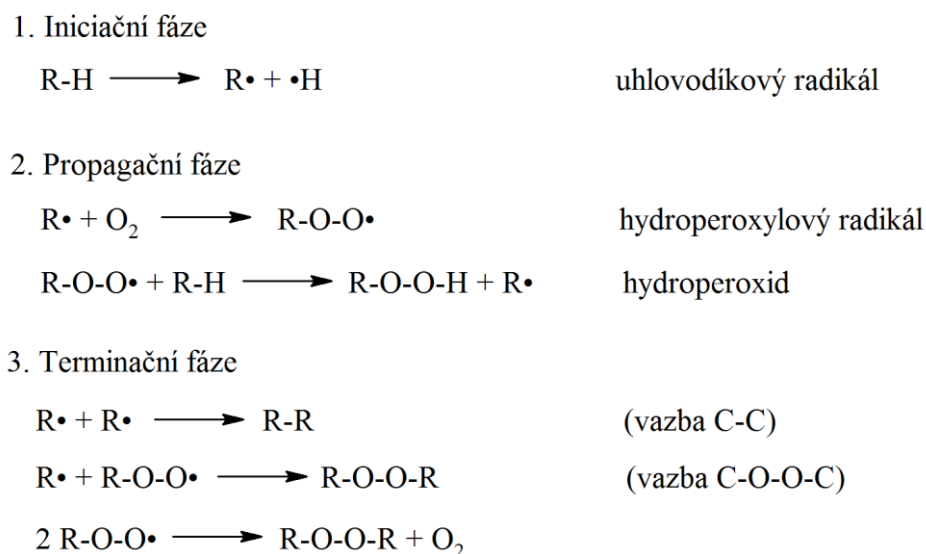 1. Iniciační fáze
R-H ⟶ R• + •H uhlovodíkový radikál
2. Propagační fáze
R• + O₂ ⟶ R-O-O• hydroperoxylový radikál
R-O-O• + R-H ⟶ R-O-O-H + R• hydroperoxid
3. Terminační fáze
R• + R• ⟶ R-R (vazba C-C)
R• + R-O-O• ⟶ R-O-O-R (vazba C-O-O-C)
2 R-O-O• ⟶ R-O-O-R + O₂